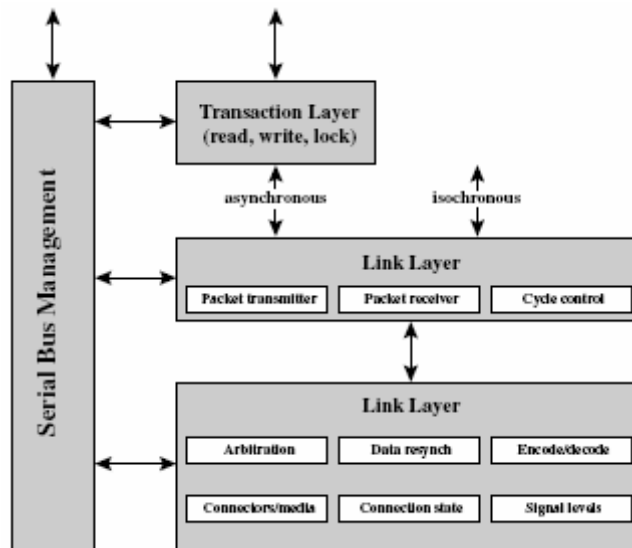 Transaction Layer
(read, write, lock)
asynchronous
isochronous
Serial Bus Management
Link Layer
Packet transmitter
Packet receiver
Cycle control
Link Layer
Arbitration
Data resynch
Encode/decode
Connectors/media
Connection state
Signal levels